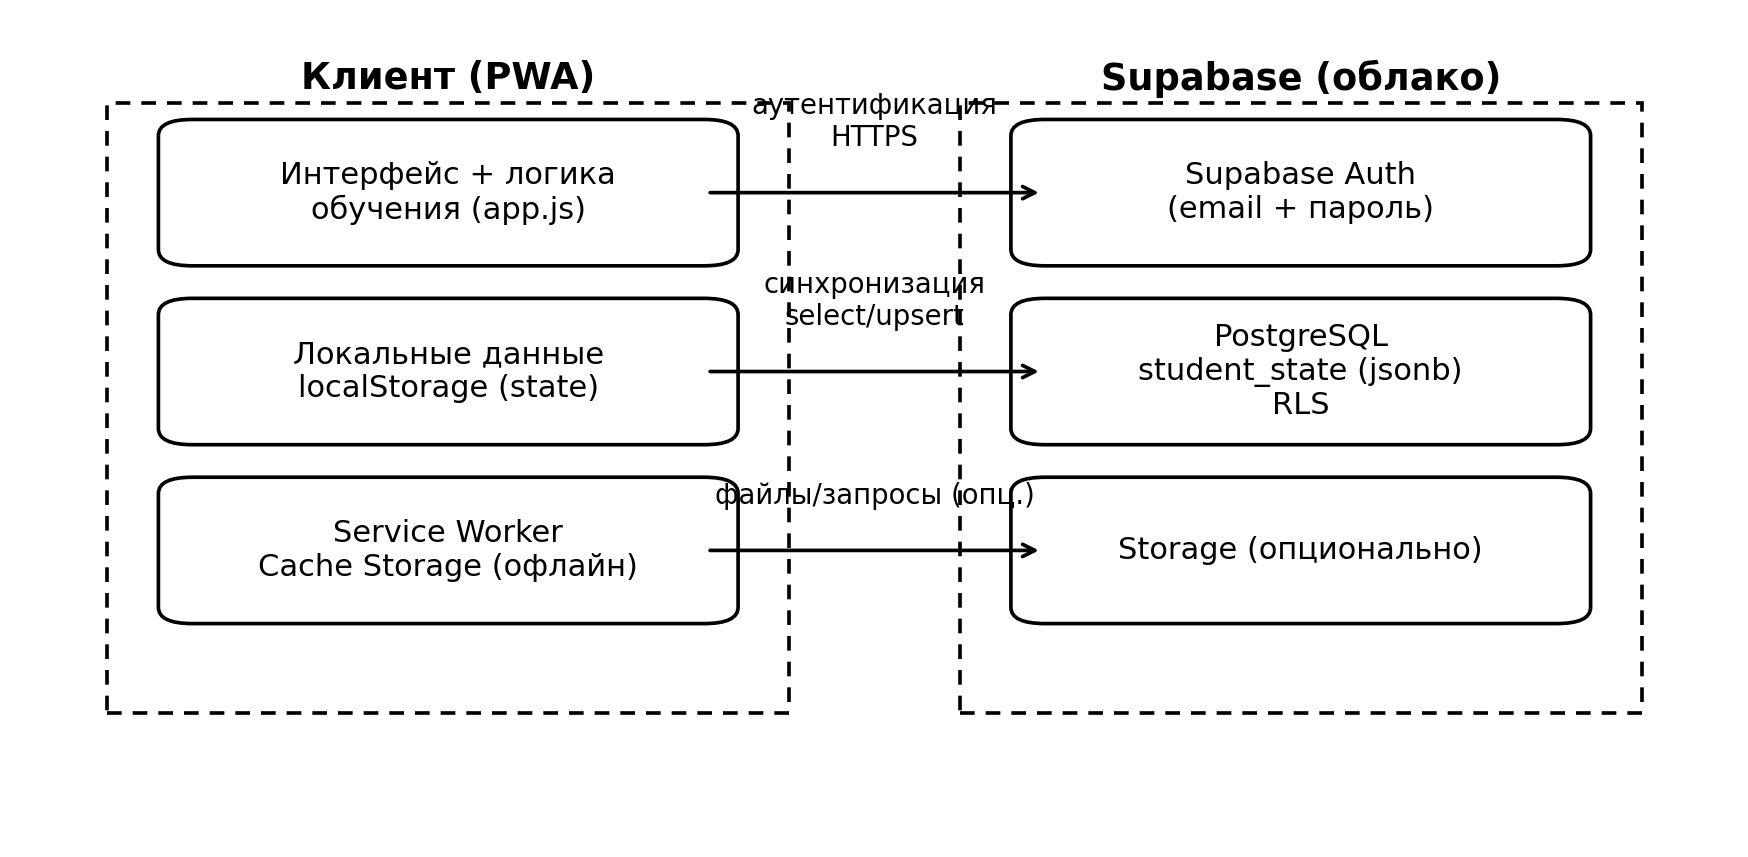 Клиент (PWA)
Интерфейс + логика
обучения (app.js)
Локальные данные
localStorage (state)
Service Worker
Cache Storage (офлайн)
аутентификация
HTTPS
синхронизация
select/upsert
файлы/запросы (опц.)
Supabase (облако)
Supabase Auth
(email + пароль)
PostgreSQL
student_state (jsonb)
RLS
Storage (опционально)